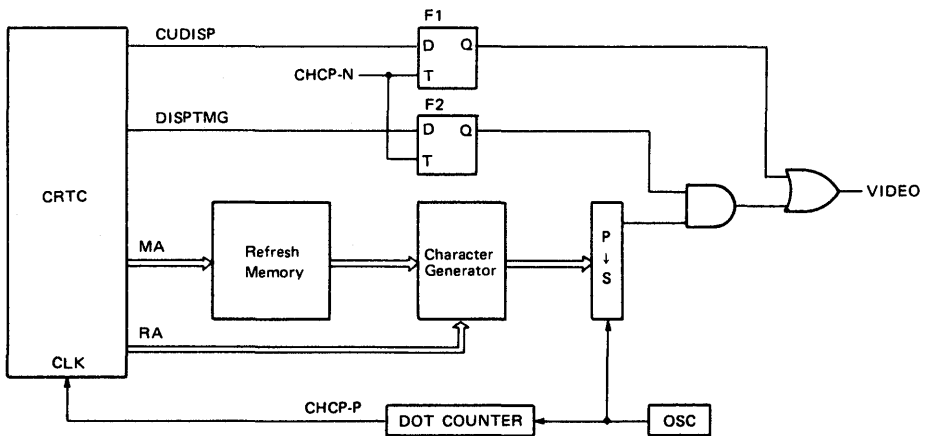 CUDISP
F1
D Q
CHCP-N
T
F2
DISPTMG
D Q
T
CRTC
VIDEO
MA
Refresh
Memory
Character
Generator
P
↓
S
RA
CLK
CHCP-P
DOT COUNTER
OSC